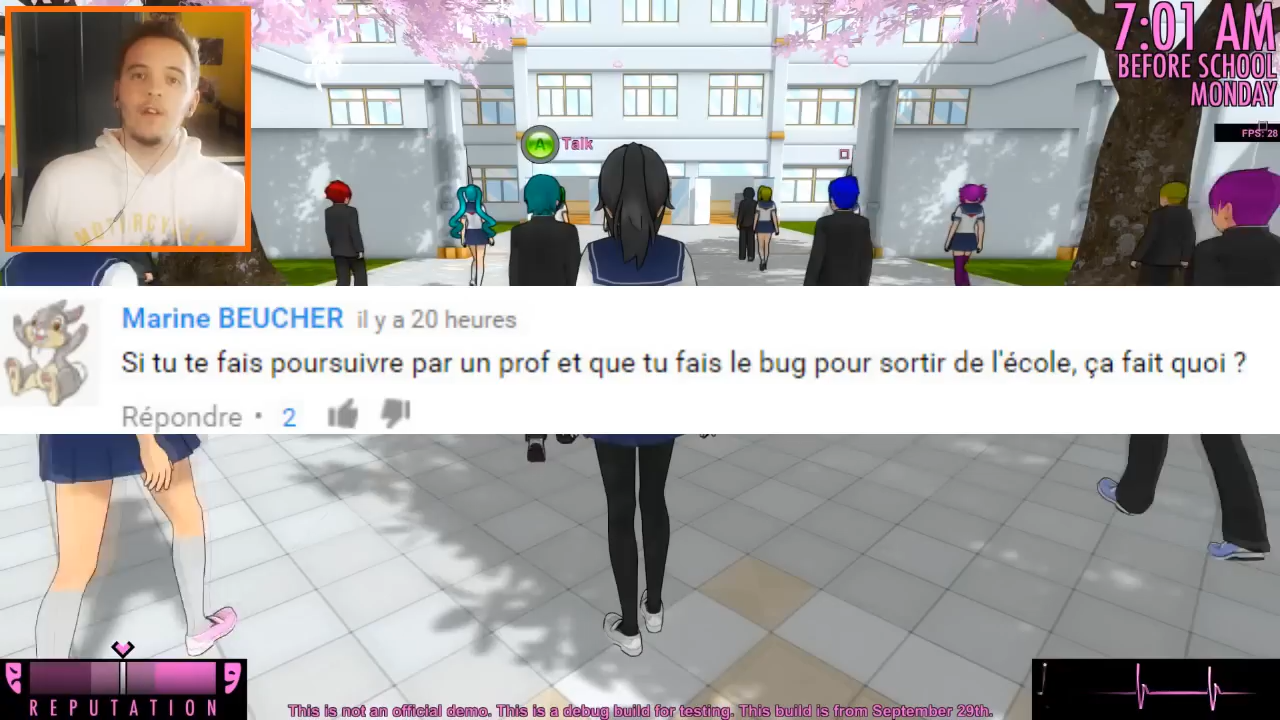 7:01 AM
BEFORE SCHOOL
MONDAY
FPS: 28
A Talk
Marine BEUCHER il y a 20 heures
Si tu te fais poursuivre par un prof et que tu fais le bug pour sortir de l'école, ça fait quoi ?
Répondre • 2
REPUTATION
This is not an official demo. This is a debug build for testing. This build is from September 29th.